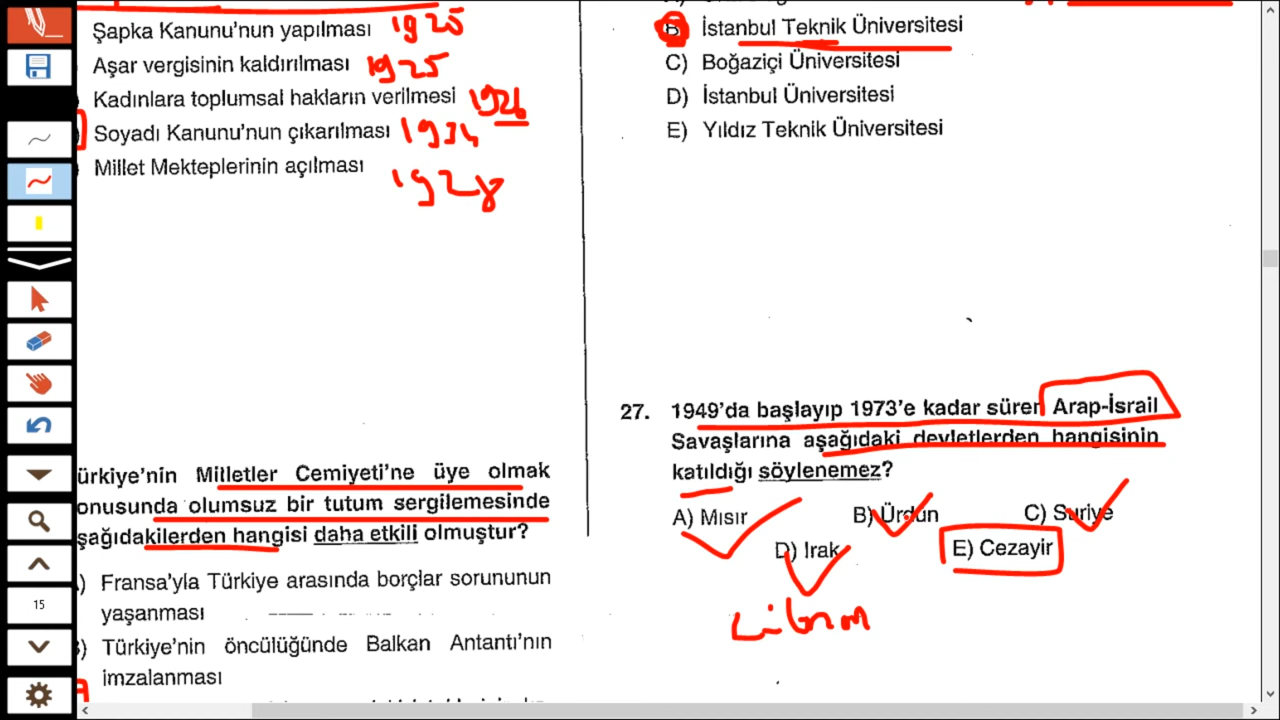 Şapka Kanunu'nun yapılması 1925
Aşar vergisinin kaldırılması 1925
Kadınlara toplumsal hakların verilmesi 1926
Soyadı Kanunu'nun çıkarılması 1934
Millet Mekteplerinin açılması 1928
ürkiye'nin Milletler Cemiyeti'ne üye olmak
onusunda olumsuz bir tutum sergilemesinde
şağıdakilerden hangisi daha etkili olmuştur?
) Fransa'yla Türkiye arasında borçlar sorununun
yaşanması
) Türkiye'nin öncülüğünde Balkan Antantı'nın
imzalanması
B) İstanbul Teknik Üniversitesi
C) Boğaziçi Üniversitesi
D) İstanbul Üniversitesi
E) Yıldız Teknik Üniversitesi
27. 1949'da başlayıp 1973'e kadar süren Arap-İsrail
Savaşlarına aşağıdaki devletlerden hangisinin
katıldığı söylenemez?
A) Mısır B) Ürdün C) Suriye
D) Irak E) Cezayir
Lübnan
15